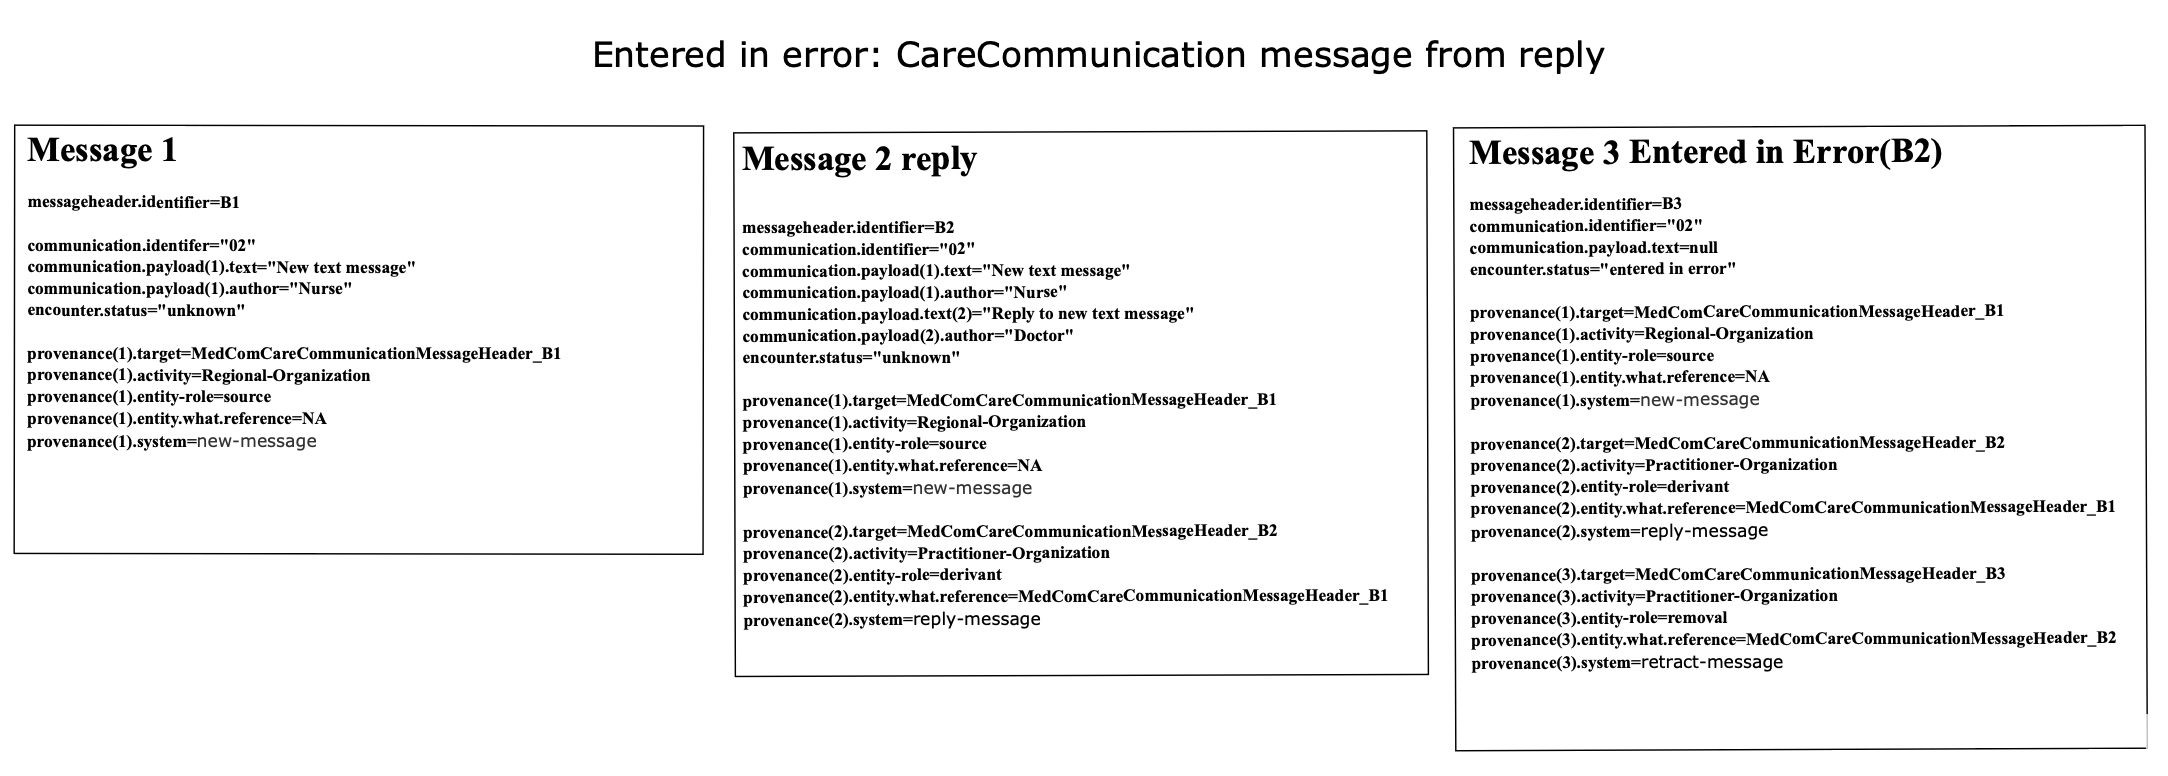 Entered in error: CareCommunication message from reply
Message 1
messageheader.identifier=B1
communication.identifer="02"
communication.payload(1).text="New text message"
communication.payload(1).author="Nurse"
encounter.status="unknown"
provenance(1).target=MedComCareCommunicationMessageHeader_B1
provenance(1).activity=Regional-Organization
provenance(1).entity-role=source
provenance(1).entity.what.reference=NA
provenance(1).system=new-message
Message 2 reply
messageheader.identifier=B2
communication.identifier="02"
communication.payload(1).text="New text message"
communication.payload(1).author="Nurse"
communication.payload.text(2)="Reply to new text message"
communication.payload(2).author="Doctor"
encounter.status="unknown"
provenance(1).target=MedComCareCommunicationMessageHeader_B1
provenance(1).activity=Regional-Organization
provenance(1).entity-role=source
provenance(1).entity.what.reference=NA
provenance(1).system=new-message
provenance(2).target=MedComCareCommunicationMessageHeader_B2
provenance(2).activity=Practitioner-Organization
provenance(2).entity-role=derivant
provenance(2).entity.what.reference=MedComCareCommunicationMessageHeader_B1
provenance(2).system=reply-message
Message 3 Entered in Error(B2)
messageheader.identifier=B3
communication.identifier="02"
communication.payload.text=null
encounter.status="entered in error"
provenance(1).target=MedComCareCommunicationMessageHeader_B1
provenance(1).activity=Regional-Organization
provenance(1).entity-role=source
provenance(1).entity.what.reference=NA
provenance(1).system=new-message
provenance(2).target=MedComCareCommunicationMessageHeader_B2
provenance(2).activity=Practitioner-Organization
provenance(2).entity-role=derivant
provenance(2).entity.what.reference=MedComCareCommunicationMessageHeader_B1
provenance(2).system=reply-message
provenance(3).target=MedComCareCommunicationMessageHeader_B3
provenance(3).activity=Practitioner-Organization
provenance(3).entity-role=removal
provenance(3).entity.what.reference=MedComCareCommunicationMessageHeader_B2
provenance(3).system=retract-message